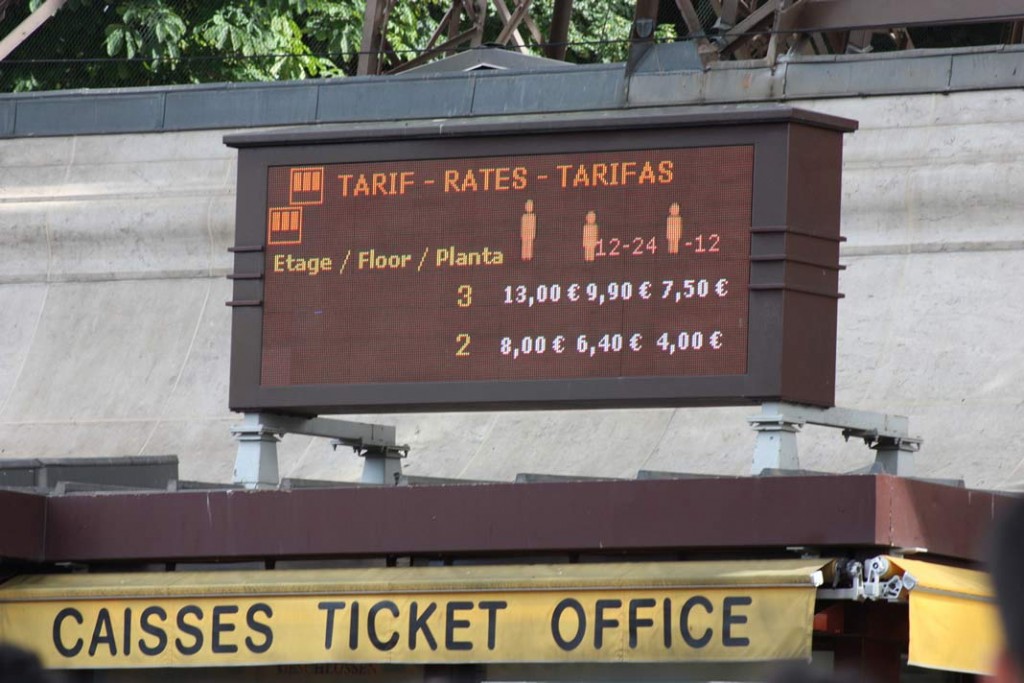 TARIF - RATES - TARIFAS
12-24 -12
Etage / Floor / Planta
3 13,00 € 9,90 € 7,50 €
2 8,00 € 6,40 € 4,00 €
CAISSES TICKET OFFICE